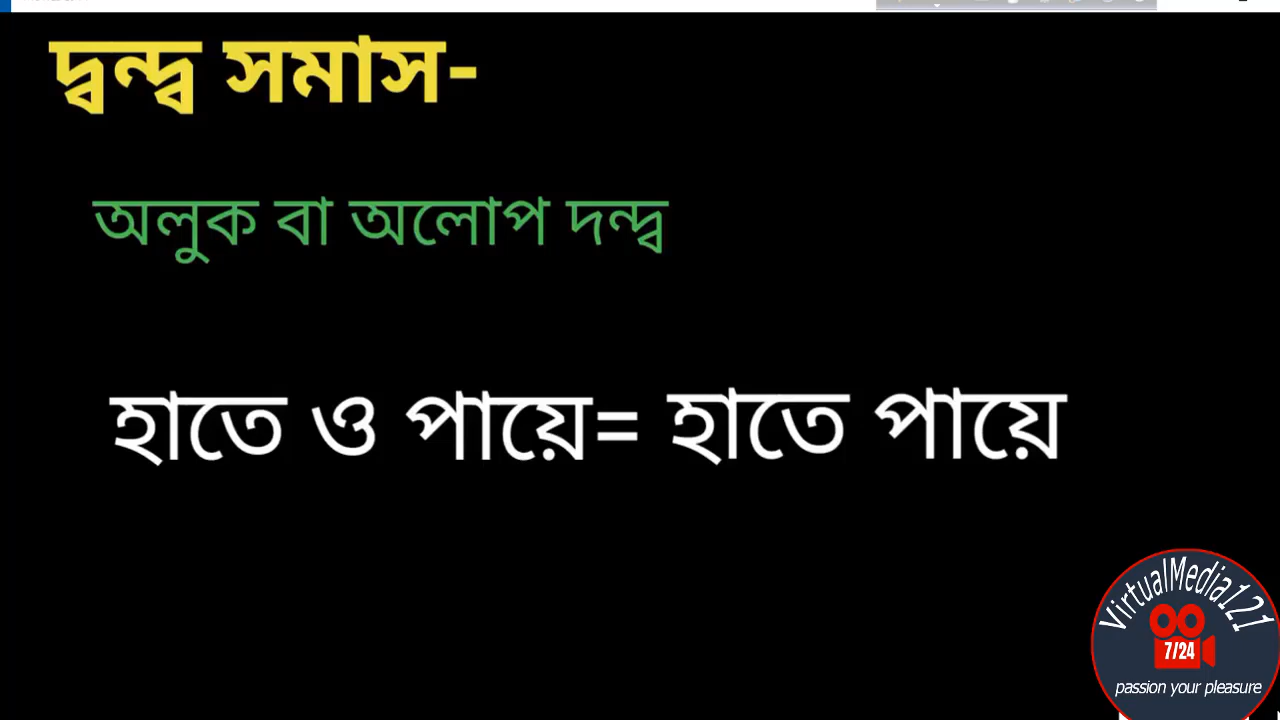 দ্বন্দ্ব সমাস-
অলুক বা অলোপ দন্দ্ব
হাতে ও পায়ে= হাতে পায়ে
VirtualMedia121
7/24
passion your pleasure